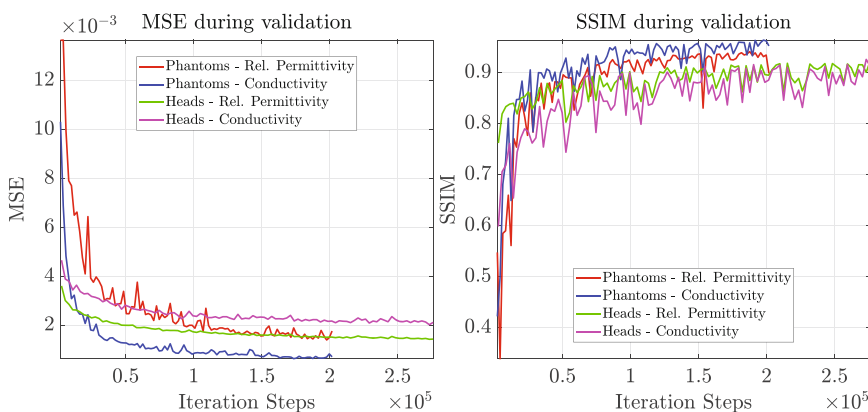 ×10⁻³
MSE during validation
12
10
8
6
4
2
MSE
Phantoms - Rel. Permittivity
Phantoms - Conductivity
Heads - Rel. Permittivity
Heads - Conductivity
0.5
1
1.5
2
2.5
Iteration Steps
×10⁵
SSIM during validation
0.9
0.8
0.7
0.6
0.5
0.4
SSIM
Phantoms - Rel. Permittivity
Phantoms - Conductivity
Heads - Rel. Permittivity
Heads - Conductivity
0.5
1
1.5
2
2.5
Iteration Steps
×10⁵